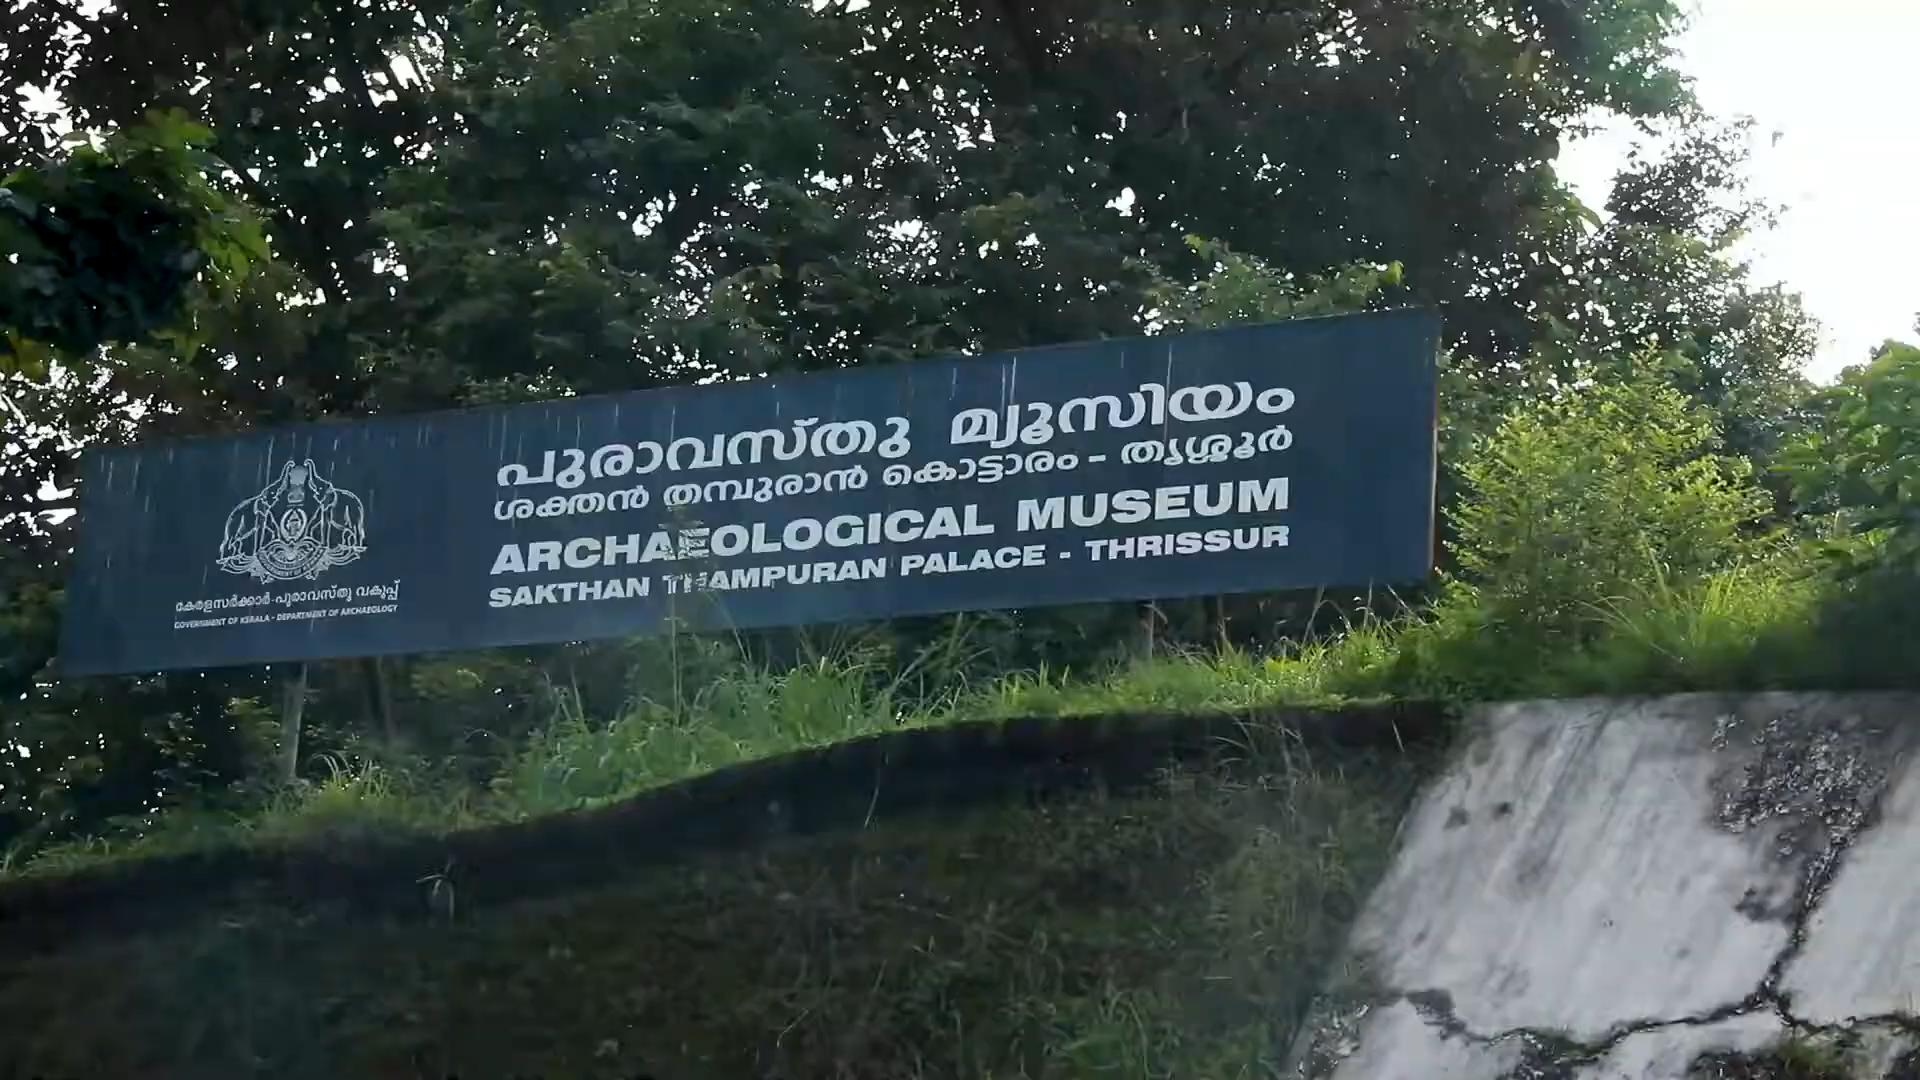 പുരാവസ്തു മ്യൂസിയം
ശക്തൻ തമ്പുരാൻ കൊട്ടാരം - തൃശ്ശൂർ
ARCHAEOLOGICAL MUSEUM
SAKTHAN THAMPURAN PALACE - THRISSUR
കേരളസർക്കാർ-പുരാവസ്തു വകുപ്പ്
GOVERNMENT OF KERALA - DEPARTMENT OF ARCHAEOLOGY